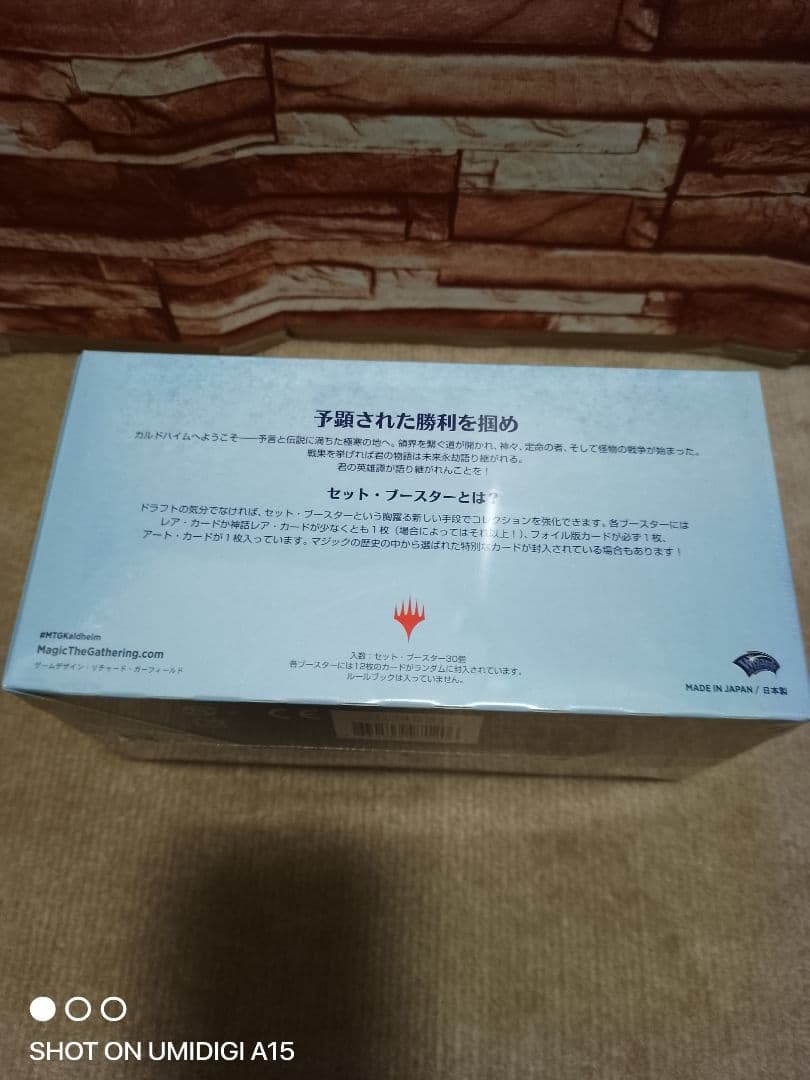 予顕された勝利を掴め
カルドハイムへようこそ――予言と伝説に満ちた極寒の地へ。領界を繋ぐ道が開かれ、神々、定命の者、そして怪物の戦争が始まった。
戦果を挙げれば君の物語は未来永劫語り継がれる。
君の英雄譚が語り継がれんことを！
セット・ブースターとは？
ドラフトの気分でなければ、セット・ブースターという胸躍る新しい手段でコレクションを強化できます。各ブースターには
レア・カードか神話レア・カードが少なくとも1枚（場合によってはそれ以上！）、フォイル版カードが必ず1枚、
アート・カードが1枚入っています。マジックの歴史の中から選ばれた特別なカードが封入されている場合もあります！
#MTGKaldheim
MagicTheGathering.com
ゲームデザイン：リチャード・ガーフィールド
入数：セット・ブースター30個
各ブースターには12枚のカードがランダムに封入されています。
ルールブックは入っていません。
Wizards
MADE IN JAPAN / 日本製
CE
SHOT ON UMIDIGI A15